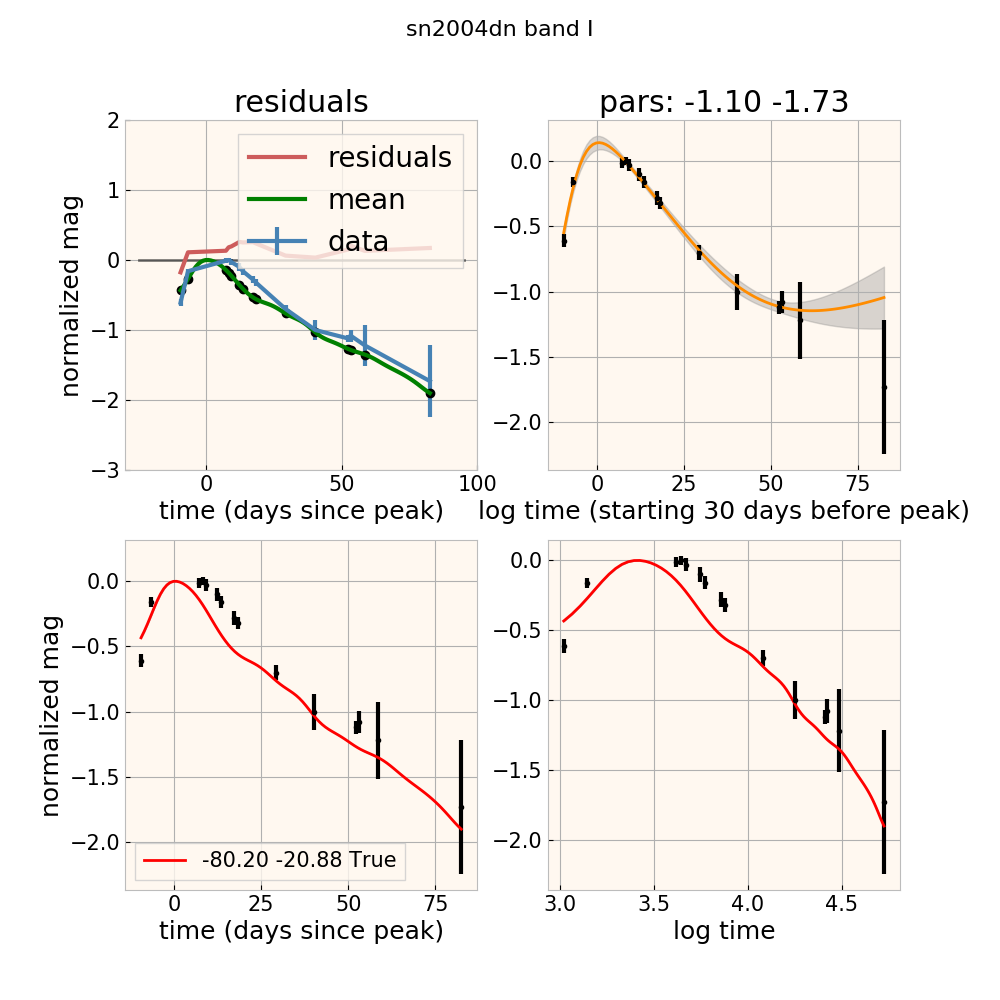 sn2004dn band I
residuals
pars: -1.10 -1.73
normalized mag
2
1
0
−1
−2
−3
residuals
mean
data
0
50
100
time (days since peak)
0.0
−0.5
−1.0
−1.5
−2.0
0
25
50
75
log time (starting 30 days before peak)
normalized mag
0.0
−0.5
−1.0
−1.5
−2.0
-80.20 -20.88 True
0
25
50
75
time (days since peak)
0.0
−0.5
−1.0
−1.5
−2.0
3.0
3.5
4.0
4.5
log time